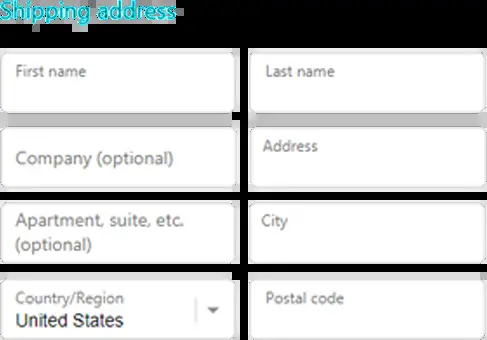 Shipping address
First name
Last name
Company (optional)
Address
Apartment, suite, etc.
(optional)
City
Country/Region
United States
Postal code